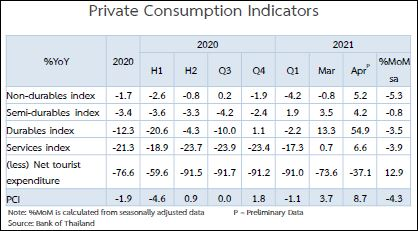 Private Consumption Indicators
%YoY 2020 2020 2021 %MoM sa
H1 H2 Q3 Q4 Q1 Mar Apr^P
Non-durables index -1.7 -2.6 -0.8 0.2 -1.9 -4.2 -0.8 5.2 -5.3
Semi-durables index -3.4 -3.6 -3.3 -4.2 -2.4 1.9 3.5 4.2 -0.8
Durables index -12.3 -20.6 -4.3 -10.0 1.1 -2.2 13.3 54.9 -3.5
Services index -21.3 -18.9 -23.7 -23.9 -23.4 -17.3 0.7 6.6 -3.9
(less) Net tourist
expenditure -76.6 -59.6 -91.5 -91.7 -91.2 -91.0 -73.6 -37.1 12.9
PCI -1.9 -4.6 0.9 0.0 1.8 -1.1 3.7 8.7 -4.3
Note: %MoM is calculated from seasonally adjusted data P = Preliminary Data
Source: Bank of Thailand